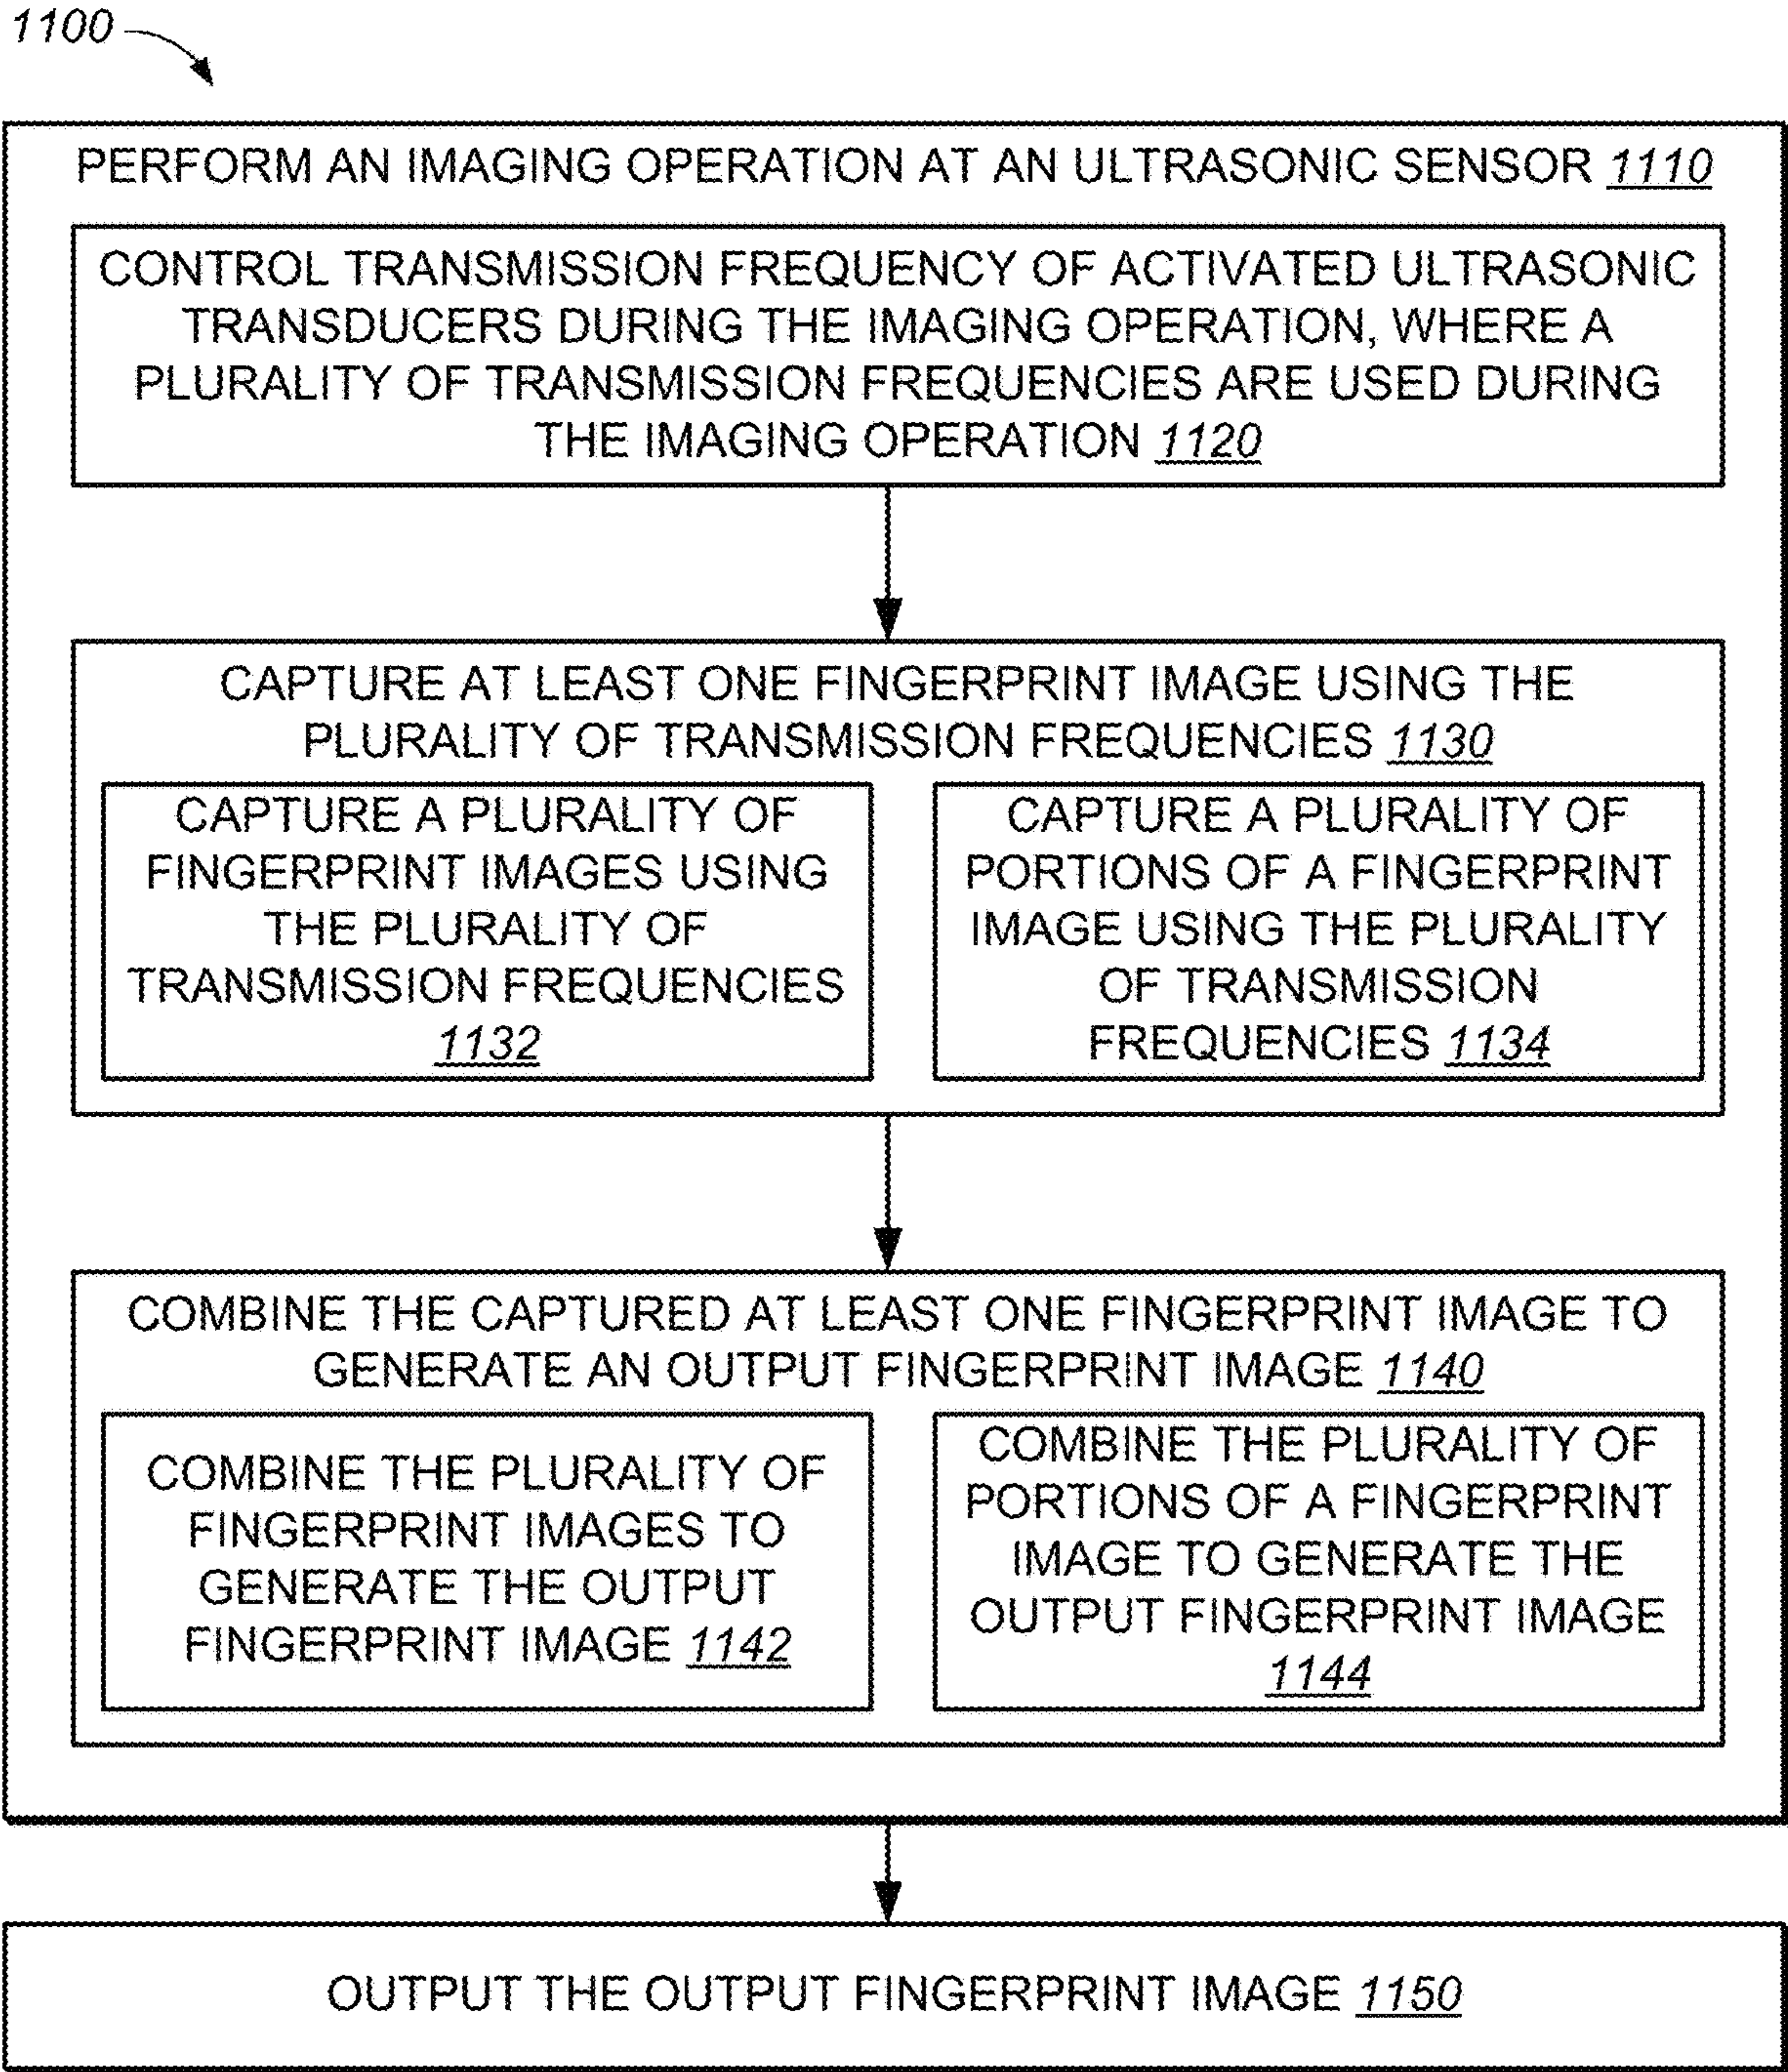 1100
PERFORM AN IMAGING OPERATION AT AN ULTRASONIC SENSOR 1110
CONTROL TRANSMISSION FREQUENCY OF ACTIVATED ULTRASONIC
TRANSDUCERS DURING THE IMAGING OPERATION, WHERE A
PLURALITY OF TRANSMISSION FREQUENCIES ARE USED DURING
THE IMAGING OPERATION 1120
CAPTURE AT LEAST ONE FINGERPRINT IMAGE USING THE
PLURALITY OF TRANSMISSION FREQUENCIES 1130
CAPTURE A PLURALITY OF
FINGERPRINT IMAGES USING
THE PLURALITY OF
TRANSMISSION FREQUENCIES
1132
CAPTURE A PLURALITY OF
PORTIONS OF A FINGERPRINT
IMAGE USING THE PLURALITY
OF TRANSMISSION
FREQUENCIES 1134
COMBINE THE CAPTURED AT LEAST ONE FINGERPRINT IMAGE TO
GENERATE AN OUTPUT FINGERPRINT IMAGE 1140
COMBINE THE PLURALITY OF
FINGERPRINT IMAGES TO
GENERATE THE OUTPUT
FINGERPRINT IMAGE 1142
COMBINE THE PLURALITY OF
PORTIONS OF A FINGERPRINT
IMAGE TO GENERATE THE
OUTPUT FINGERPRINT IMAGE
1144
OUTPUT THE OUTPUT FINGERPRINT IMAGE 1150